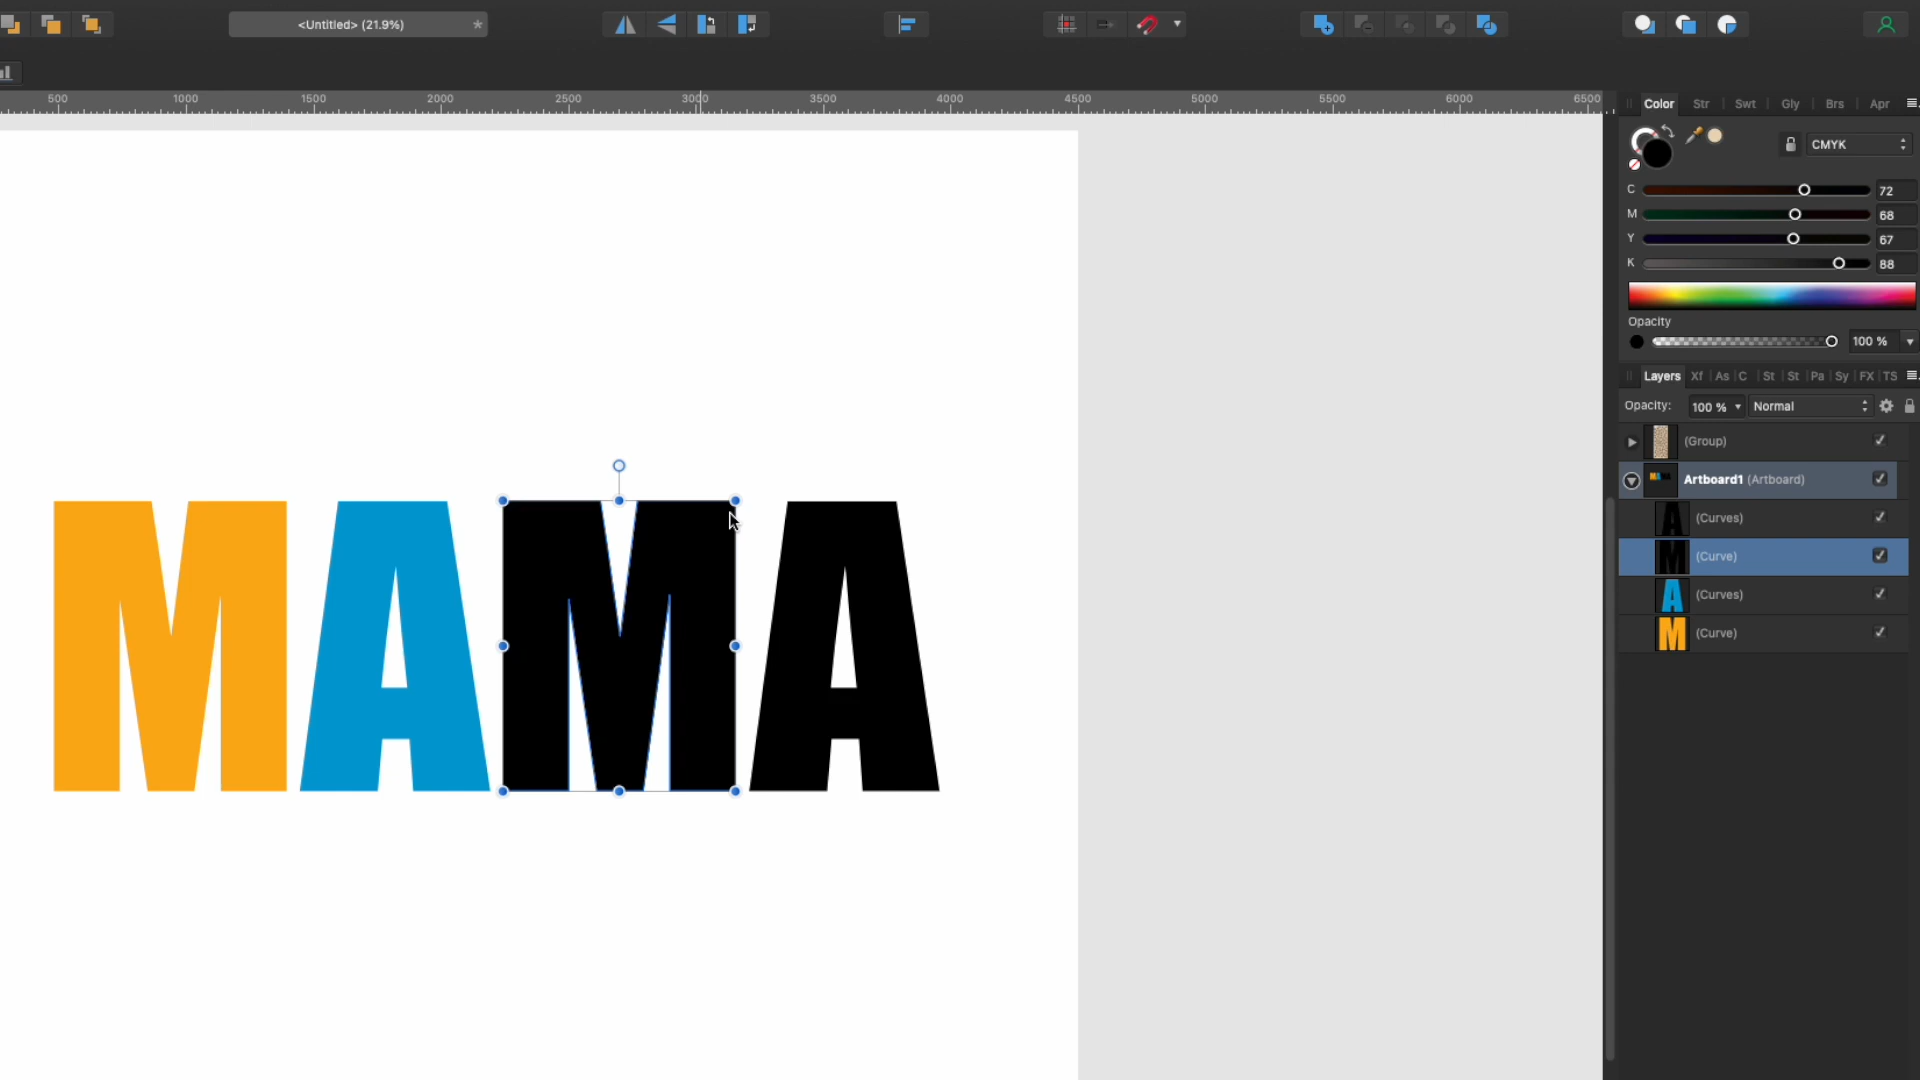 <Untitled> (21.9%)
*
500 1000 1500 2000 2500 3000 3500 4000 4500 5000 5500 6000 6500
Color Str Swt Gly Brs Apr
CMYK
C 72
M 68
Y 67
K 88
Opacity
100 %
Layers Xf As C St St Pa Sy FX TS
Opacity: 100 % Normal
(Group)
Artboard1 (Artboard)
(Curves)
(Curve)
(Curves)
(Curve)
MAMA